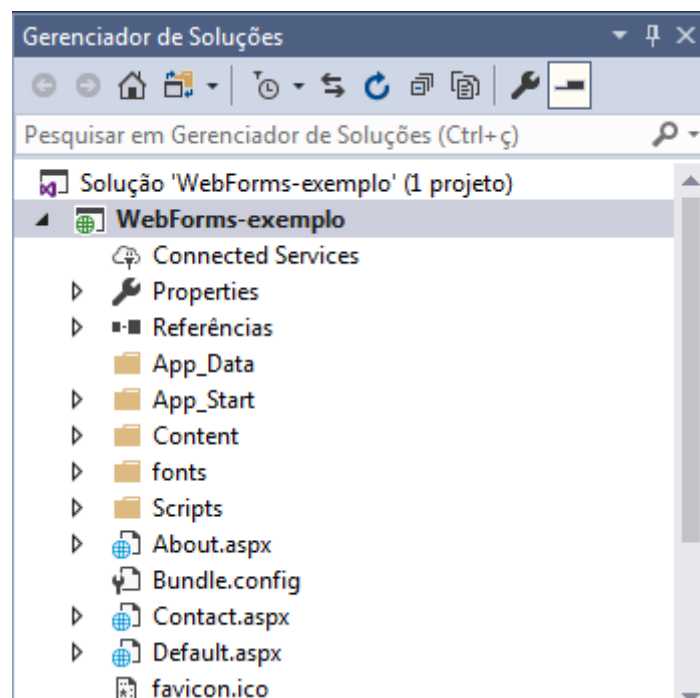 Gerenciador de Soluções
Pesquisar em Gerenciador de Soluções (Ctrl+ç)
Solução 'WebForms-exemplo' (1 projeto)
WebForms-exemplo
Connected Services
Properties
Referências
App_Data
App_Start
Content
fonts
Scripts
About.aspx
Bundle.config
Contact.aspx
Default.aspx
favicon.ico